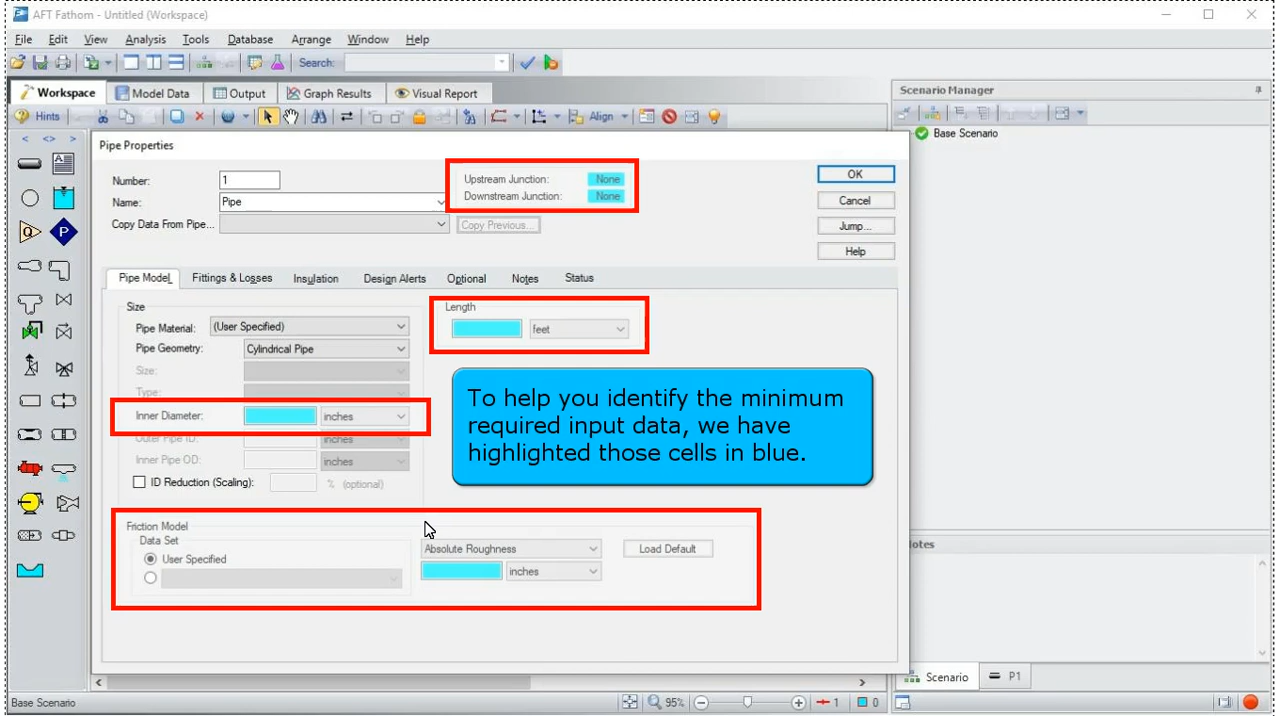 AFT Fathom - Untitled (Workspace)
File Edit View Analysis Tools Database Arrange Window Help
Search:
Workspace Model Data Output Graph Results Visual Report
Hints Align
Scenario Manager
Base Scenario
Pipe Properties
Number: 1
Name: Pipe
Copy Data From Pipe... Copy Previous...
Upstream Junction: None
Downstream Junction: None
OK
Cancel
Jump...
Help
Pipe Model Fittings & Losses Insulation Design Alerts Optional Notes Status
Size
Pipe Material: (User Specified)
Pipe Geometry: Cylindrical Pipe
Size:
Type:
Inner Diameter: inches
Outer Pipe ID: inches
Inner Pipe OD: inches
ID Reduction (Scaling): % (optional)
Length
feet
To help you identify the minimum
required input data, we have
highlighted those cells in blue.
Friction Model
Data Set
User Specified
Absolute Roughness Load Default
inches
P
Q
A
otes
Scenario P1
Base Scenario 95% 1 0